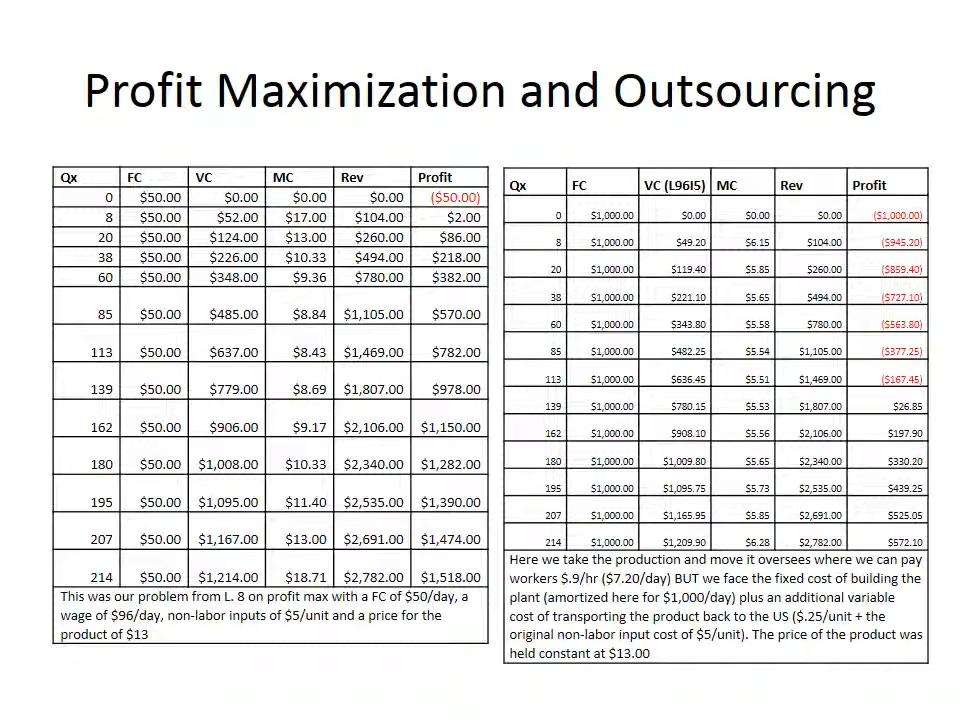 Profit Maximization and Outsourcing
Qx FC VC MC Rev Profit
0 $50.00 $0.00 $0.00 $0.00 ($50.00)
8 $50.00 $52.00 $17.00 $104.00 $2.00
20 $50.00 $124.00 $13.00 $260.00 $86.00
38 $50.00 $226.00 $10.33 $494.00 $218.00
60 $50.00 $348.00 $9.36 $780.00 $382.00
85 $50.00 $485.00 $8.84 $1,105.00 $570.00
113 $50.00 $637.00 $8.43 $1,469.00 $782.00
139 $50.00 $779.00 $8.69 $1,807.00 $978.00
162 $50.00 $906.00 $9.17 $2,106.00 $1,150.00
180 $50.00 $1,008.00 $10.33 $2,340.00 $1,282.00
195 $50.00 $1,095.00 $11.40 $2,535.00 $1,390.00
207 $50.00 $1,167.00 $13.00 $2,691.00 $1,474.00
214 $50.00 $1,214.00 $18.71 $2,782.00 $1,518.00
This was our problem from L. 8 on profit max with a FC of $50/day, a
wage of $96/day, non-labor inputs of $5/unit and a price for the
product of $13
Qx FC VC (L96I5) MC Rev Profit
0 $1,000.00 $0.00 $0.00 $0.00 ($1,000.00)
8 $1,000.00 $49.20 $6.15 $104.00 ($945.20)
20 $1,000.00 $119.40 $5.85 $260.00 ($859.40)
38 $1,000.00 $221.10 $5.65 $494.00 ($727.10)
60 $1,000.00 $343.80 $5.58 $780.00 ($563.80)
85 $1,000.00 $482.25 $5.54 $1,105.00 ($377.25)
113 $1,000.00 $636.45 $5.51 $1,469.00 ($167.45)
139 $1,000.00 $780.15 $5.53 $1,807.00 $26.85
162 $1,000.00 $908.10 $5.56 $2,106.00 $197.90
180 $1,000.00 $1,009.80 $5.65 $2,340.00 $330.20
195 $1,000.00 $1,095.75 $5.73 $2,535.00 $439.25
207 $1,000.00 $1,165.95 $5.85 $2,691.00 $525.05
214 $1,000.00 $1,209.90 $6.28 $2,782.00 $572.10
Here we take the production and move it oversees where we can pay
workers $.9/hr ($7.20/day) BUT we face the fixed cost of building the
plant (amortized here for $1,000/day) plus an additional variable
cost of transporting the product back to the US ($.25/unit + the
original non-labor input cost of $5/unit). The price of the product was
held constant at $13.00